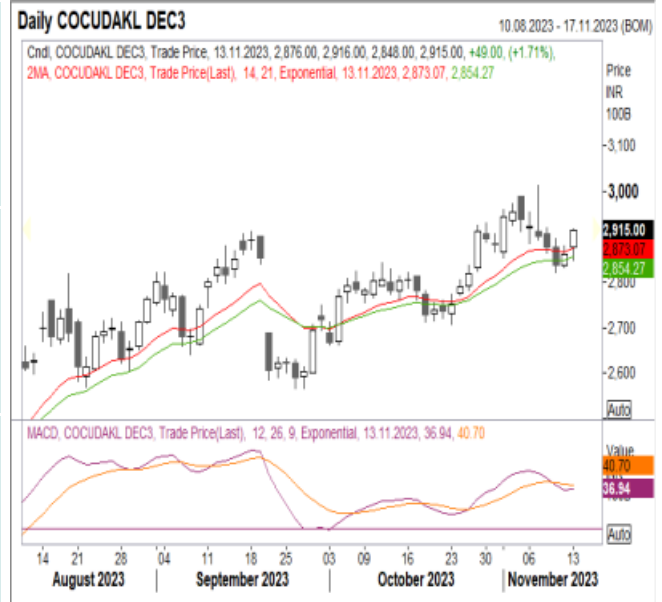 Daily COCUDAKL DEC3
10.08.2023 - 17.11.2023 (BOM)
Cndl, COCUDAKL DEC3, Trade Price, 13.11.2023, 2,876.00, 2,916.00, 2,848.00, 2,915.00, +49.00, (+1.71%),
2MA, COCUDAKL DEC3, Trade Price(Last), 14, 21, Exponential, 13.11.2023, 2,873.07, 2,854.27
Price
INR
100B
3,100
3,000
2,915.00
2,873.07
2,854.27
2,800
2,700
2,600
Auto
MACD, COCUDAKL DEC3, Trade Price(Last), 12, 26, 9, Exponential, 13.11.2023, 36.94, 40.70
Value
40.70
36.94
Auto
14 21 28 04 11 18 25 03 09 16 23 30 06 13
August 2023 September 2023 October 2023 November 2023